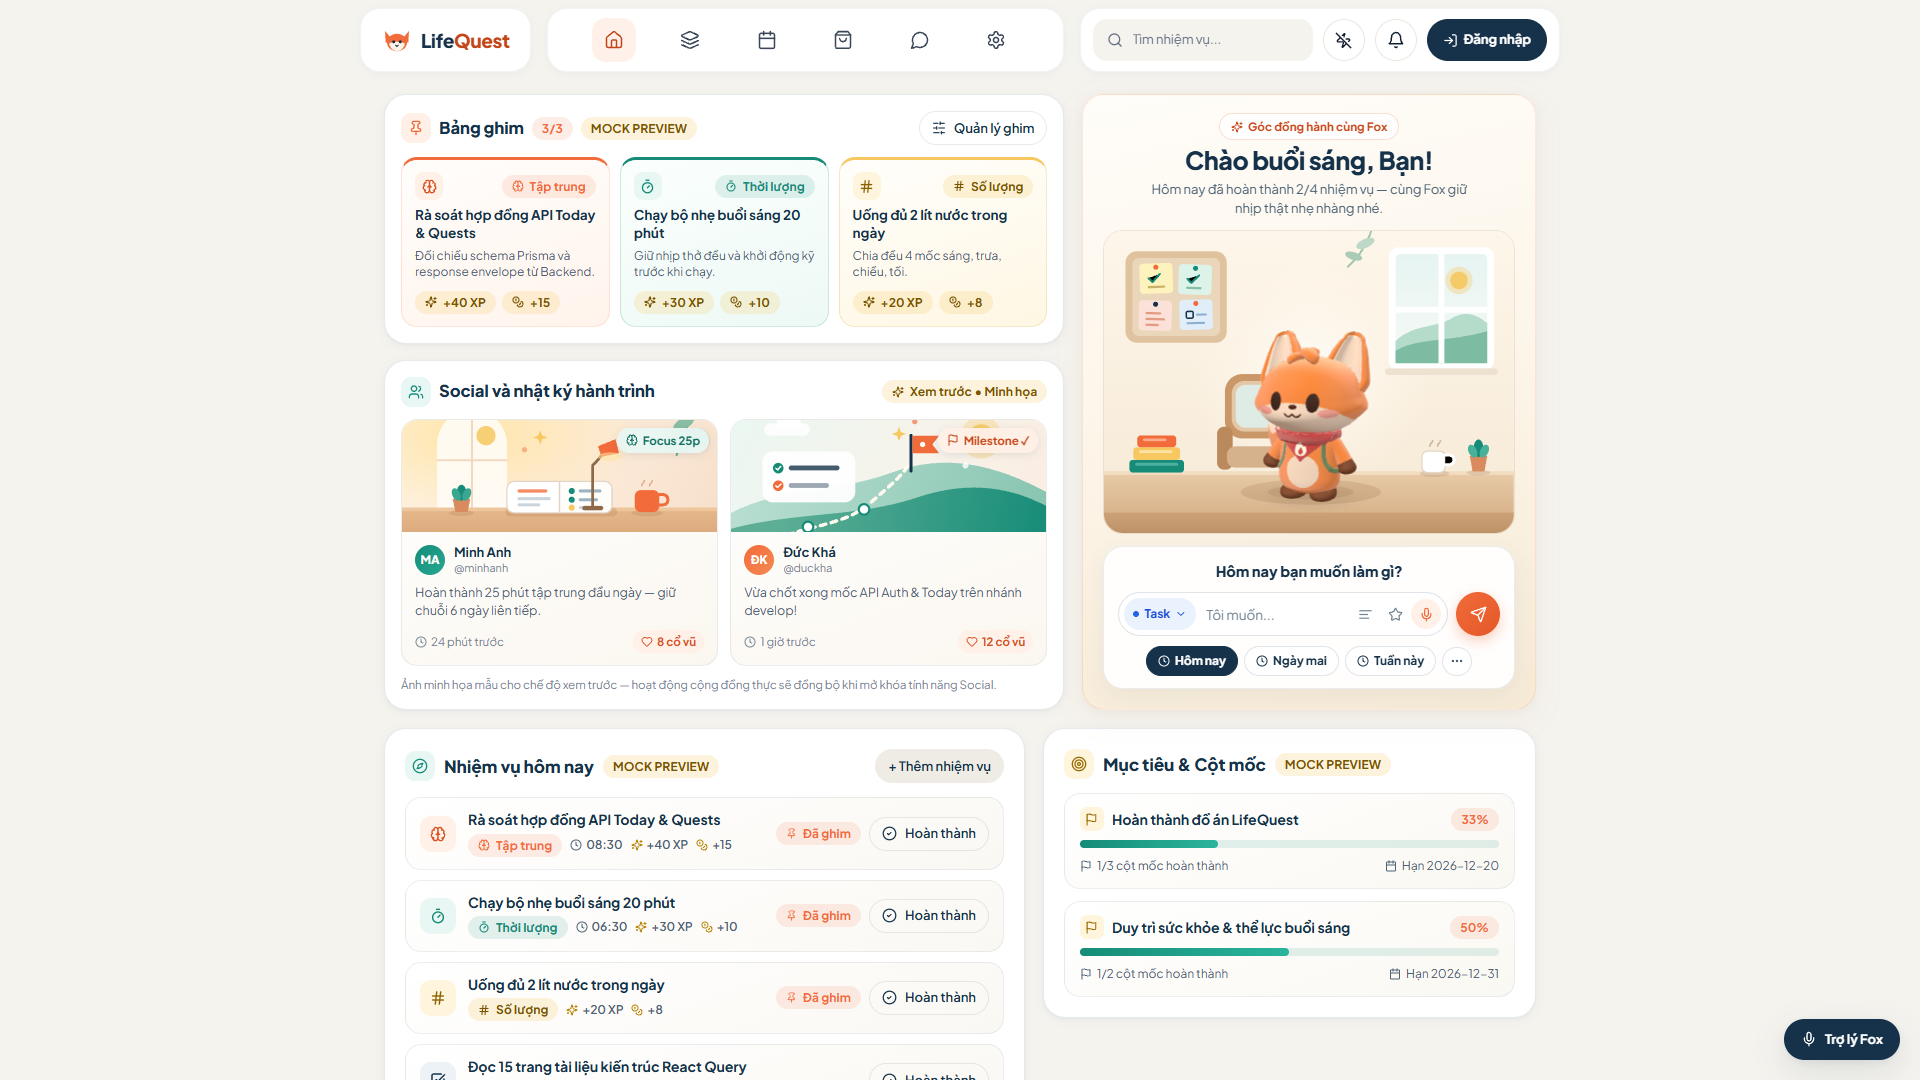 LifeQuest
Tìm nhiệm vụ...
Đăng nhập
Bảng ghim 3/3 MOCK PREVIEW
Quản lý ghim
Tập trung
Rà soát hợp đồng API Today
& Quests
Đối chiếu schema Prisma và
response envelope từ Backend.
+40 XP +15
Thời lượng
Chạy bộ nhẹ buổi sáng 20
phút
Giữ nhịp thở đều và khởi động kỹ
trước khi chạy.
+30 XP +10
Số lượng
Uống đủ 2 lít nước trong
ngày
Chia đều 4 mốc sáng, trưa,
chiều, tối.
+20 XP +8
Góc đồng hành cùng Fox
Chào buổi sáng, Bạn!
Hôm nay đã hoàn thành 2/4 nhiệm vụ — cùng Fox giữ
nhịp thật nhẹ nhàng nhé.
Hôm nay bạn muốn làm gì?
Task
Tôi muốn...
Hôm nay
Ngày mai
Tuần này
Social và nhật ký hành trình
Xem trước • Minh họa
Focus 25p
MA
Minh Anh
@minhanh
Hoàn thành 25 phút tập trung đầu ngày — giữ
chuỗi 6 ngày liên tiếp.
24 phút trước
8 cổ vũ
Milestone ✓
ĐK
Đức Khá
@duckha
Vừa chốt xong mốc API Auth & Today trên nhánh
develop!
1 giờ trước
12 cổ vũ
Ảnh minh họa mẫu cho chế độ xem trước — hoạt động cộng đồng thực sẽ đồng bộ khi mở khóa tính năng Social.
Nhiệm vụ hôm nay MOCK PREVIEW
+ Thêm nhiệm vụ
Rà soát hợp đồng API Today & Quests
Tập trung 08:30 +40 XP +15
Đã ghim
Hoàn thành
Chạy bộ nhẹ buổi sáng 20 phút
Thời lượng 06:30 +30 XP +10
Đã ghim
Hoàn thành
Uống đủ 2 lít nước trong ngày
Số lượng +20 XP +8
Đã ghim
Hoàn thành
Đọc 15 trang tài liệu kiến trúc React Query
Hoàn thành
Mục tiêu & Cột mốc MOCK PREVIEW
Hoàn thành đồ án LifeQuest
33%
1/3 cột mốc hoàn thành
Hạn 2026-12-20
Duy trì sức khỏe & thể lực buổi sáng
50%
1/2 cột mốc hoàn thành
Hạn 2026-12-31
Trợ lý Fox